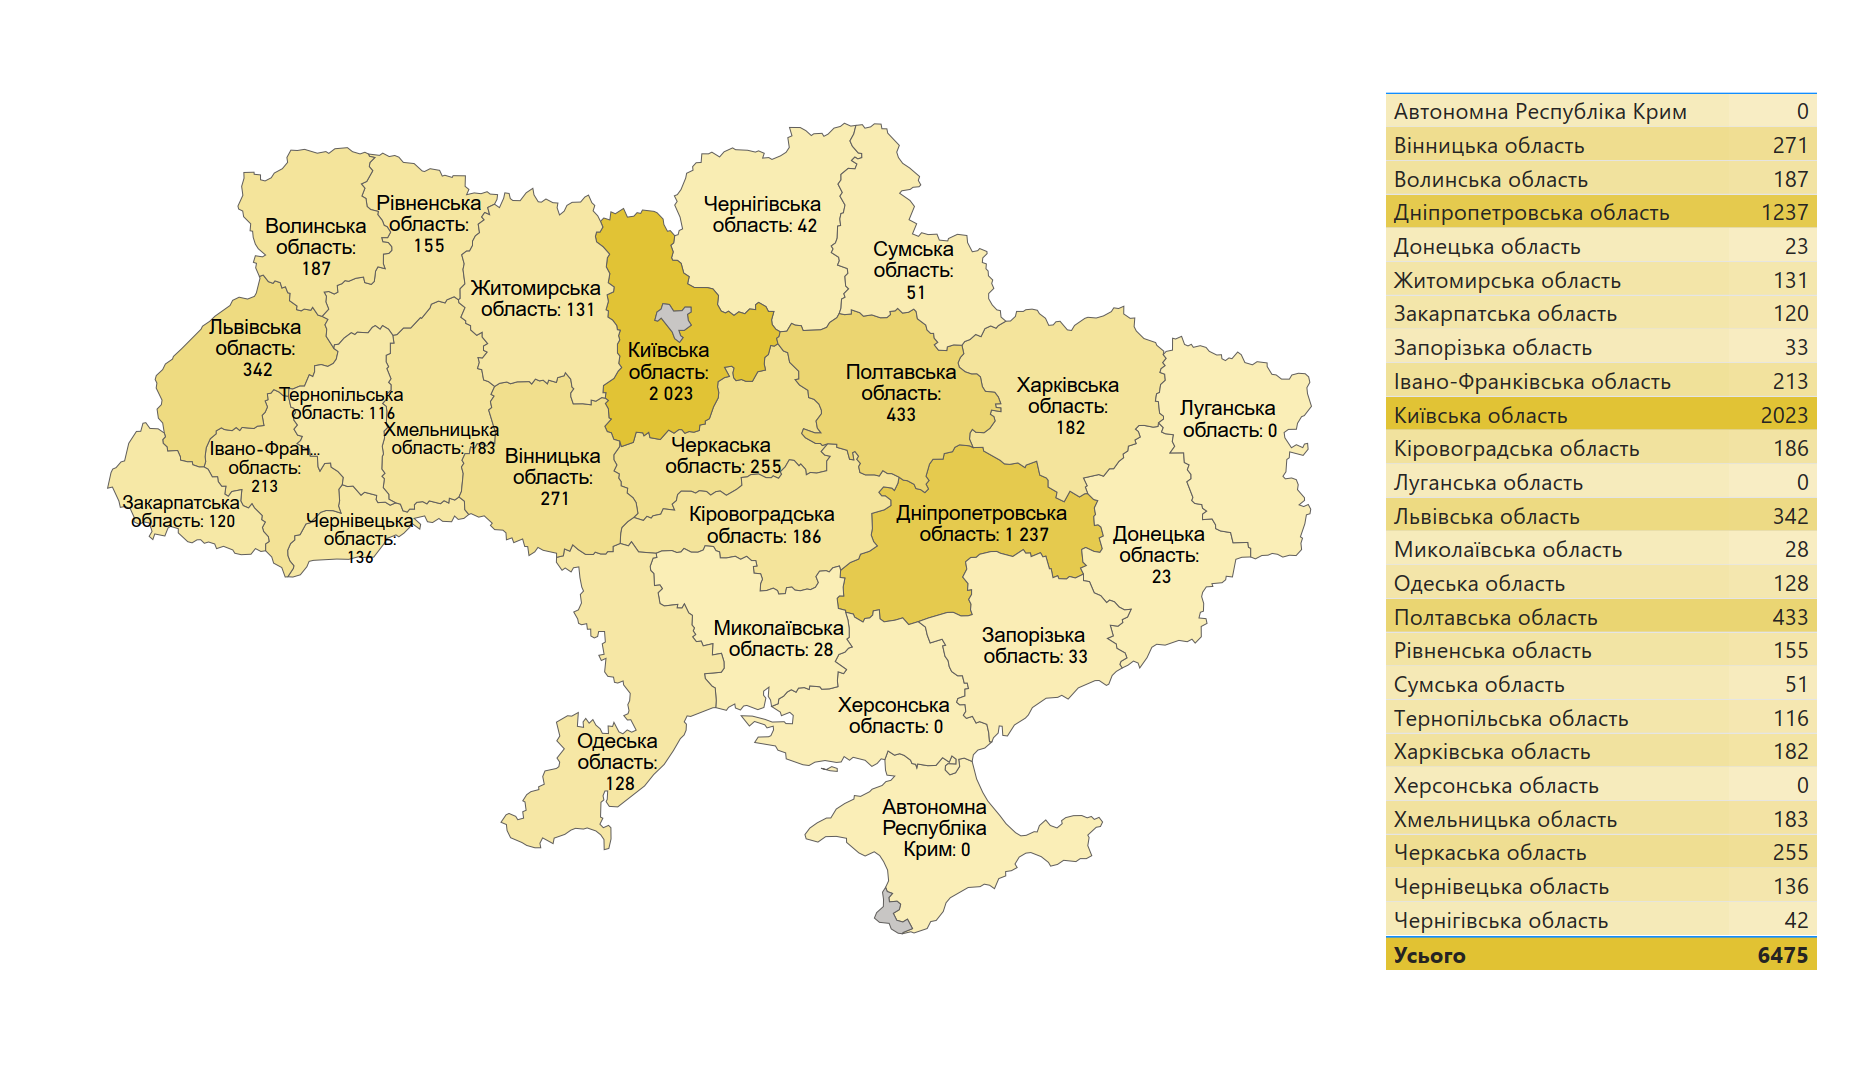 Волинська
область:
187
Рівненська
область:
155
Житомирська
область: 131
Чернігівська
область: 42
Сумська
область:
51
Львівська
область:
342
Тернопільська
область: 116
Хмельницька
область: 183
Київська
область:
2 023
Полтавська
область:
433
Харківська
область:
182
Луганська
область: 0
Івано-Фран...
область:
213
Закарпатська
область: 120
Чернівецька
область:
136
Вінницька
область:
271
Черкаська
область: 255
Кіровоградська
область: 186
Дніпропетровська
область: 1 237
Донецька
область:
23
Миколаївська
область: 28
Запорізька
область: 33
Херсонська
область: 0
Одеська
область:
128
Автономна
Республіка
Крим: 0
Автономна Республіка Крим 0
Вінницька область 271
Волинська область 187
Дніпропетровська область 1237
Донецька область 23
Житомирська область 131
Закарпатська область 120
Запорізька область 33
Івано-Франківська область 213
Київська область 2023
Кіровоградська область 186
Луганська область 0
Львівська область 342
Миколаївська область 28
Одеська область 128
Полтавська область 433
Рівненська область 155
Сумська область 51
Тернопільська область 116
Харківська область 182
Херсонська область 0
Хмельницька область 183
Черкаська область 255
Чернівецька область 136
Чернігівська область 42
Усього 6475